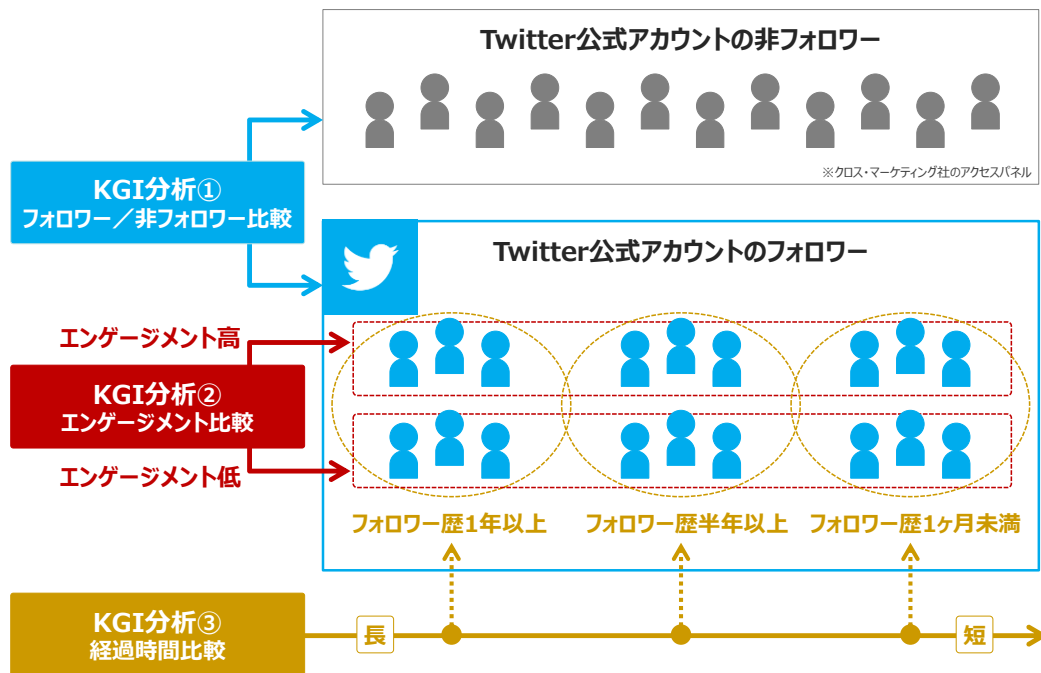 Twitter公式アカウントの非フォロワー
※クロス・マーケティング社のアクセスパネル
KGI分析①
フォロワー／非フォロワー比較
Twitter公式アカウントのフォロワー
エンゲージメント高
KGI分析②
エンゲージメント比較
エンゲージメント低
フォロワー歴1年以上
フォロワー歴半年以上
フォロワー歴1ヶ月未満
KGI分析③
経過時間比較
長
短